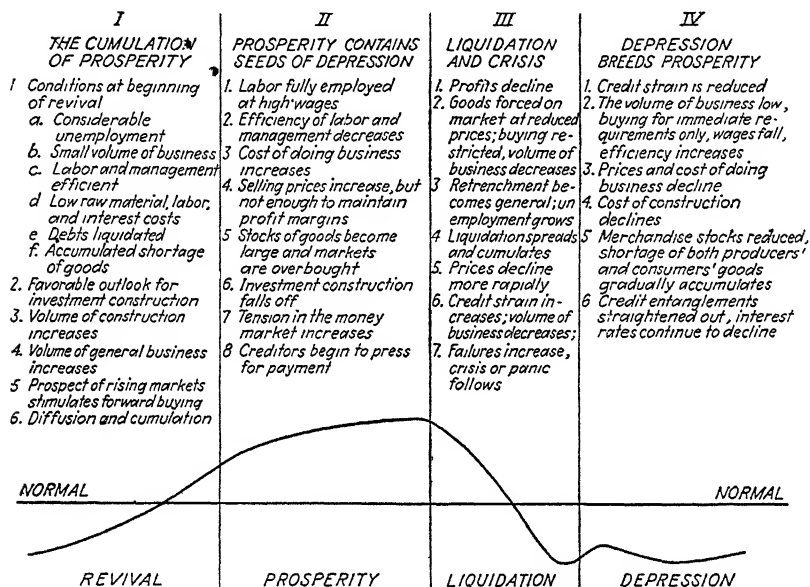 I
THE CUMULATION
OF PROSPERITY
1 Conditions at beginning
of revival
a. Considerable
unemployment
b. Small volume of business
c. Labor and management
efficient
d Low raw material, labor,
and interest costs
e Debts liquidated
f. Accumulated shortage
of goods
2. Favorable outlook for
investment construction
3. Volume of construction
increases
4. Volume of general business
increases
5 Prospect of rising markets
stimulates forward buying
6. Diffusion and cumulation
II
PROSPERITY CONTAINS
SEEDS OF DEPRESSION
1. Labor fully employed
at high wages
2. Efficiency of labor and
management decreases
3 Cost of doing business
increases
4. Selling prices increase, but
not enough to maintain
profit margins
5 Stocks of goods become
large and markets
are overbought
6. Investment construction
falls off
7 Tension in the money
market increases
8 Creditors begin to press
for payment
III
LIQUIDATION
AND CRISIS
1. Profits decline
2. Goods forced on
market at reduced
prices; buying re-
stricted, volume of
business decreases
3 Retrenchment be-
comes general; un
employment grows
4 Liquidation spreads
and cumulates
5. Prices decline
more rapidly
6. Credit strain in-
creases; volume of
business decreases;
7. Failures increase,
crisis or panic
follows
IV
DEPRESSION
BREEDS PROSPERITY
1. Credit strain is reduced
2. The volume of business low,
buying for immediate re-
quirements only, wages fall,
efficiency increases
3. Prices and cost of doing
business decline
4. Cost of construction
declines
5 Merchandise stocks reduced,
shortage of both producers'
and consumers' goods
gradually accumulates
6 Credit entanglements
straightened out, interest
rates continue to decline
NORMAL
NORMAL
REVIVAL
PROSPERITY
LIQUIDATION
DEPRESSION